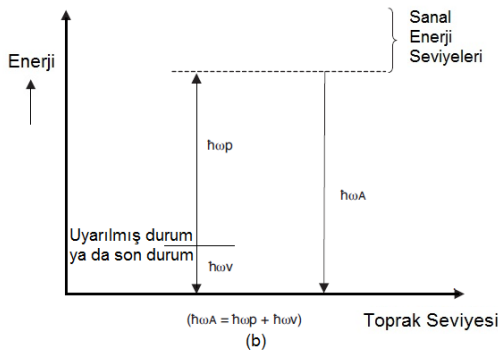 Sanal
Enerji
Seviyeleri
Enerji
ħωp
ħωA
Uyarılmış durum
ya da son durum
ħωv
(ħωA = ħωp + ħωv)
Toprak Seviyesi
(b)